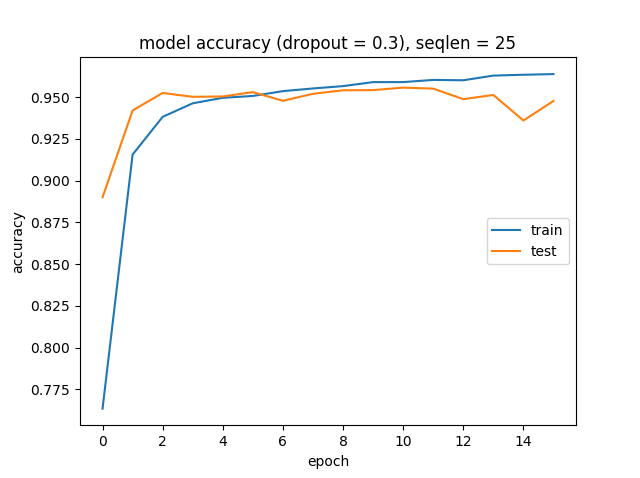 model accuracy (dropout = 0.3), seqlen = 25
accuracy
0.950
0.925
0.900
0.875
0.850
0.825
0.800
0.775
train
test
0 2 4 6 8 10 12 14
epoch